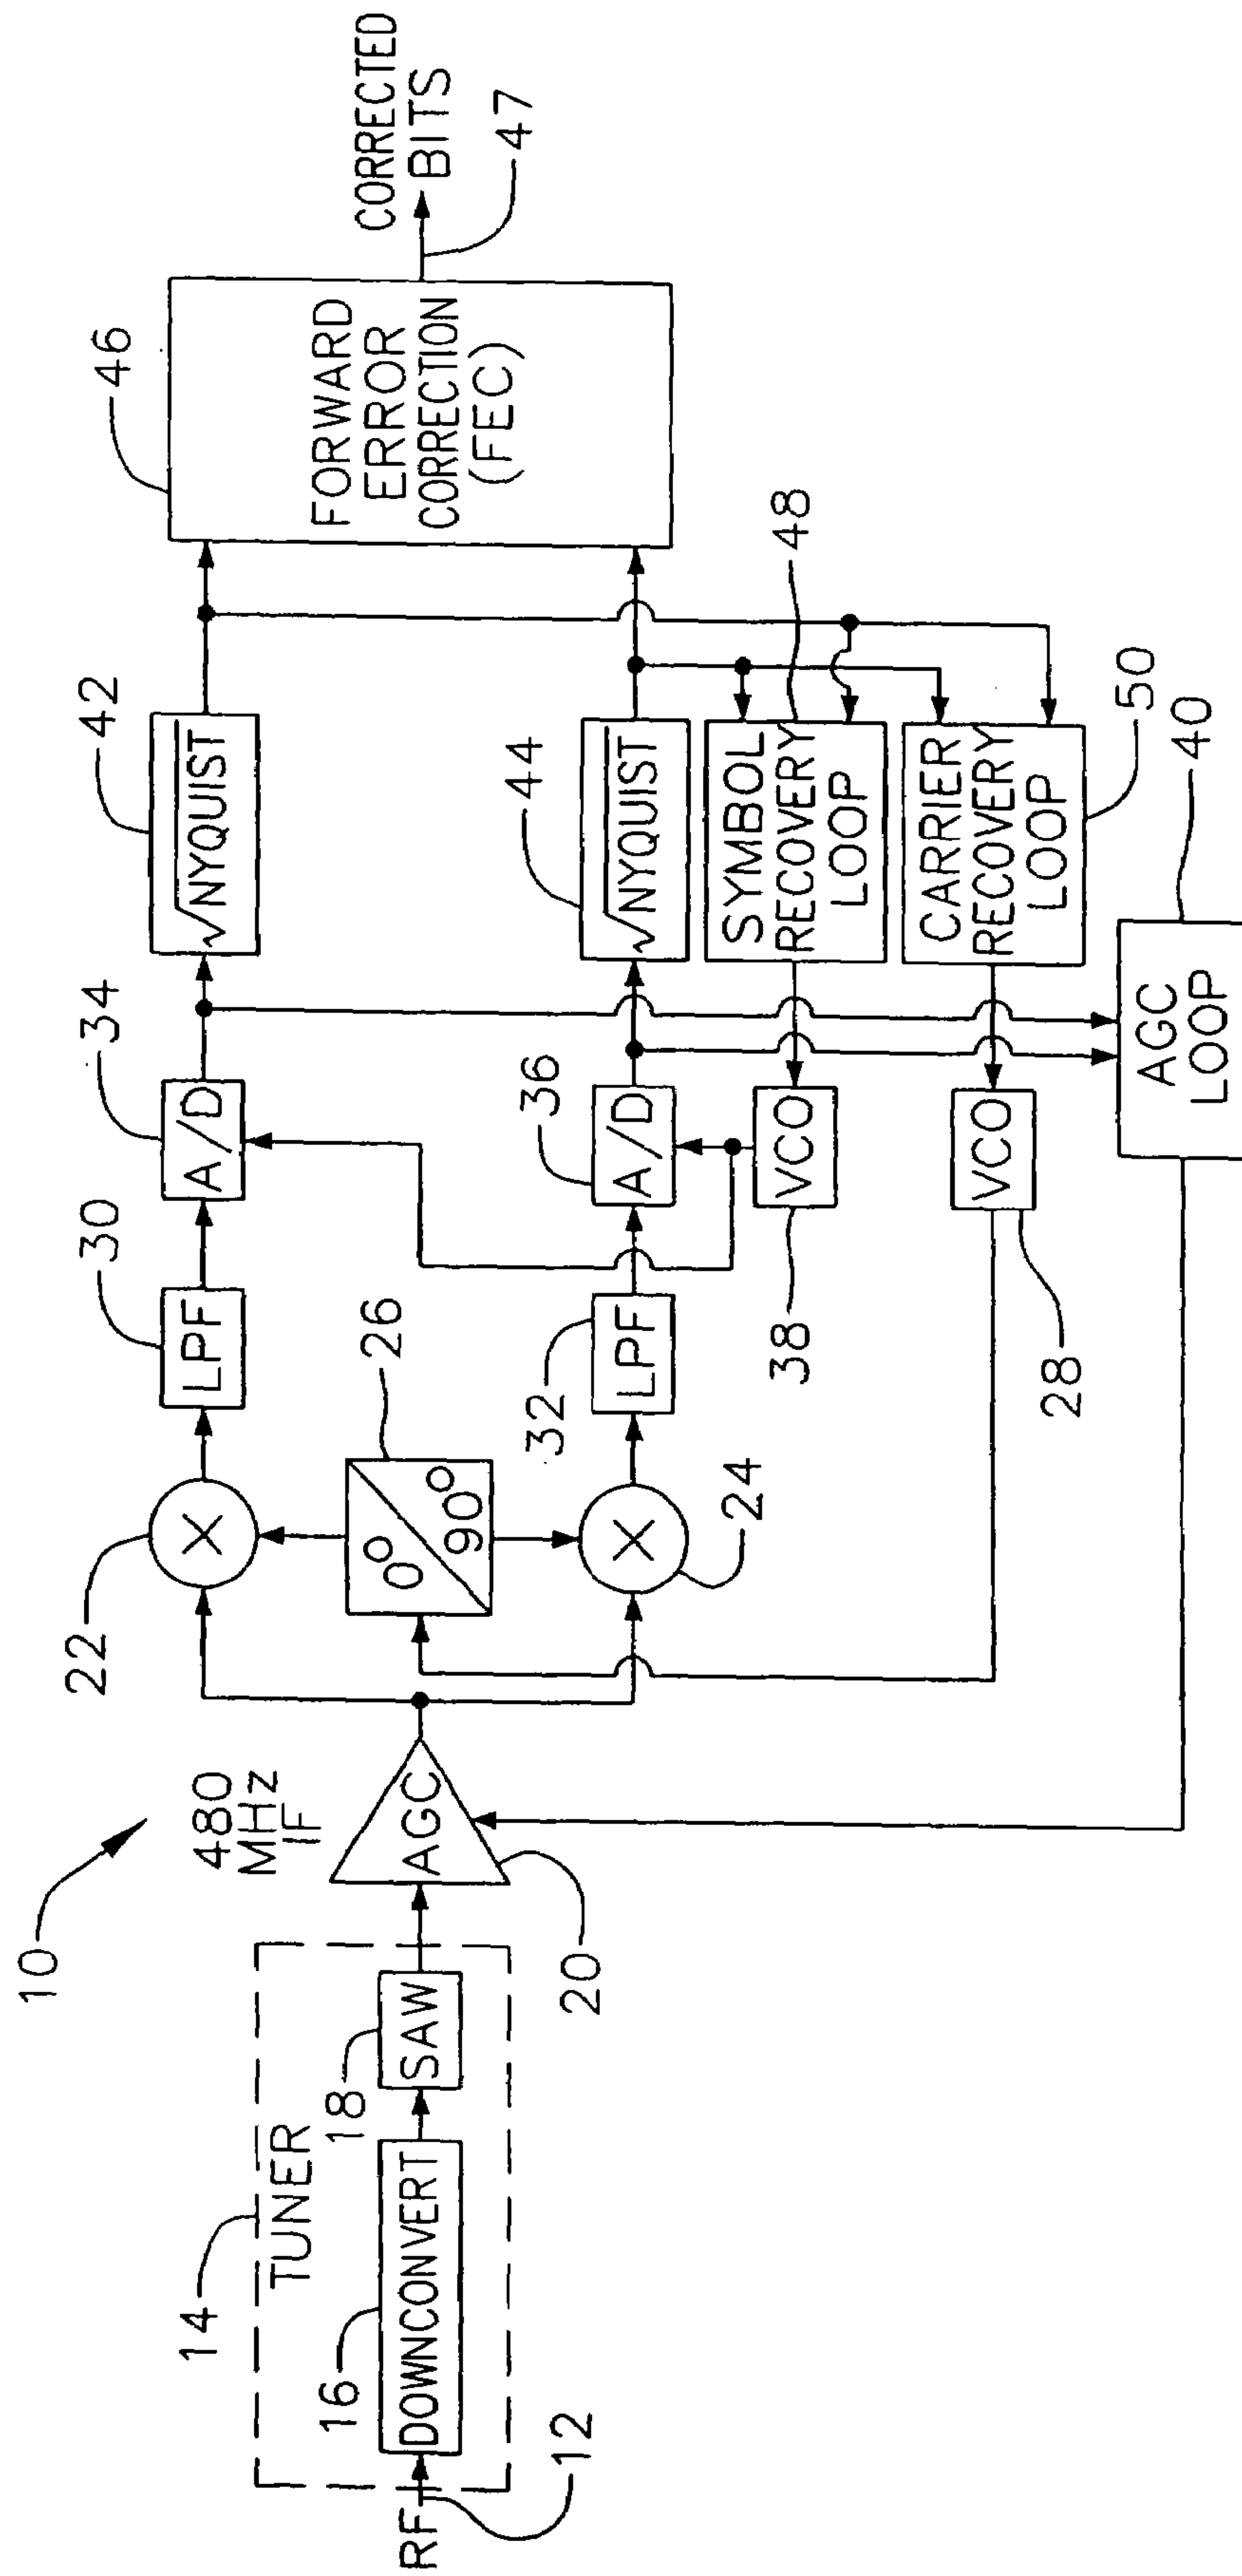 10
480
MHz
IF
14
TUNER
RF
12
16
DOWNCONVERT
18
SAW
AGC
20
22
X
0°
90°
26
X
24
30
LPF
32
LPF
34
A/D
36
A/D
VCO
38
VCO
28
42
√NYQUIST
44
√NYQUIST
SYMBOL
RECOVERY
LOOP
48
CARRIER
RECOVERY
LOOP
50
AGC
LOOP
40
46
FORWARD
ERROR
CORRECTION
(FEC)
CORRECTED
BITS
47